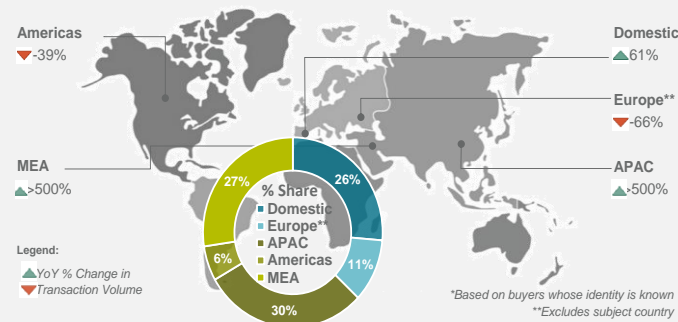 Americas
-39%
Domestic
61%
Europe**
-66%
MEA
>500%
APAC
>500%
27%
26%
% Share
Domestic
Europe**
APAC
Americas
MEA
6%
11%
30%
Legend:
YoY % Change in
Transaction Volume
*Based on buyers whose identity is known
**Excludes subject country